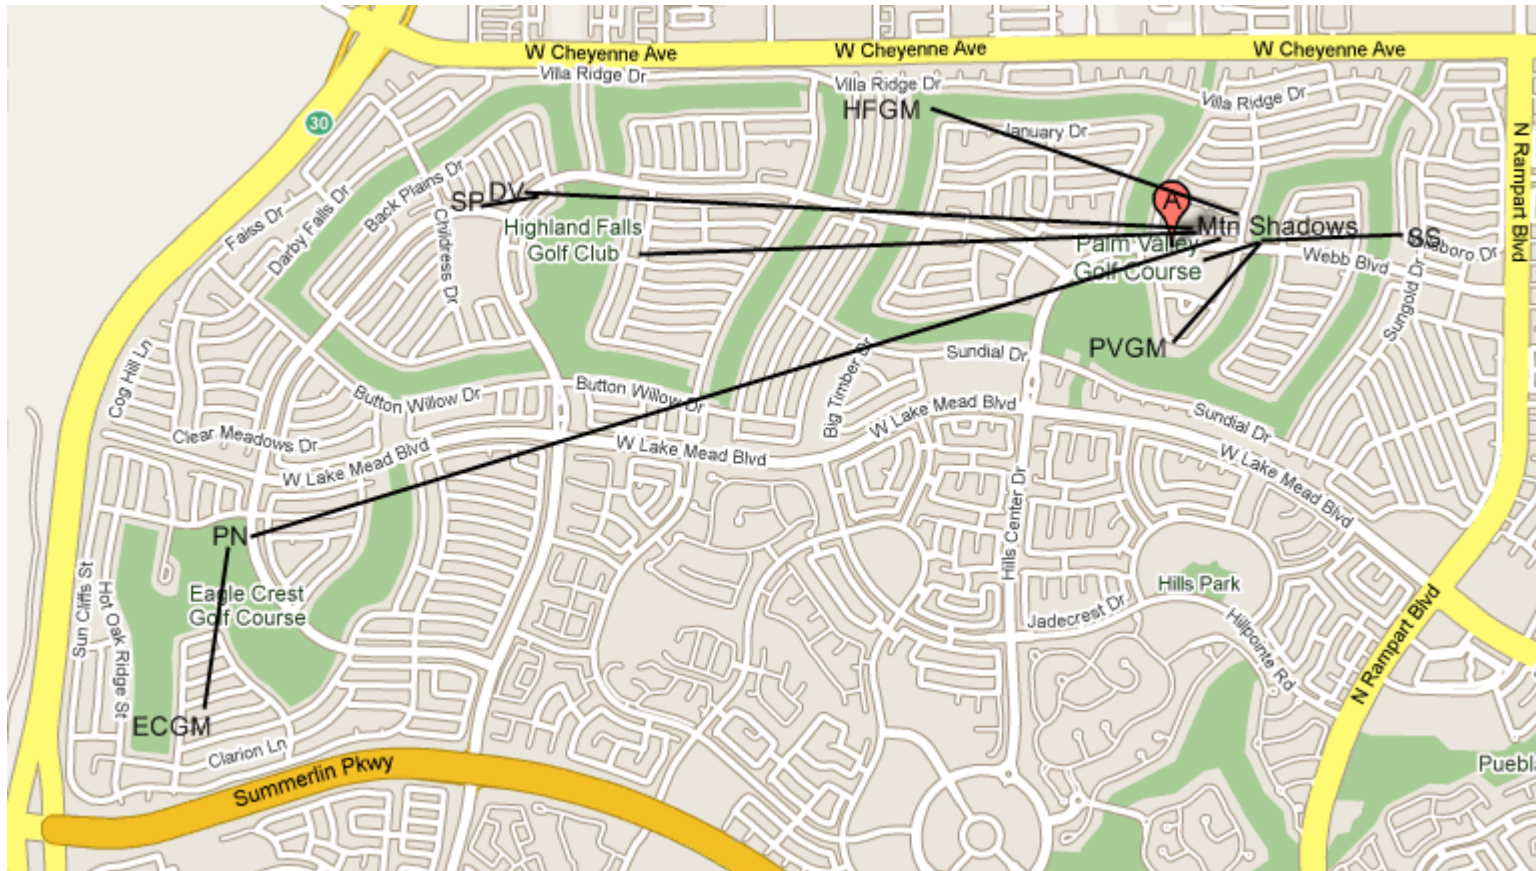 W Cheyenne Ave
W Cheyenne Ave
W Cheyenne Ave
Villa Ridge Dr
Villa Ridge Dr
Villa Ridge Dr
HFGM
30
January Dr
N Rampart Blvd
Back Plains Dr
SP
DV
A
Faiss Dr
Darby Falls Dr
Childress Dr
Highland Falls
Golf Club
Mtn Shadows
SS
Palm Valley
Golf Course
Webb Blvd
Sungold Dr
PVGM
Cog Hill Ln
Sundial Dr
Big Timber Dr
Button Willow Dr
Button Willow Dr
W Lake Mead Blvd
Sundial Dr
Clear Meadows Dr
W Lake Mead Blvd
W Lake Mead Blvd
W Lake Mead Blvd
Hills Center Dr
PN
Sun Cliffs St
Hot Oak Ridge St
Eagle Crest
Golf Course
Hills Park
Jadecrest Dr
Hillpointe Rd
N Rampart Blvd
ECGM
Clarion Ln
Summerlin Pkwy
Puebl